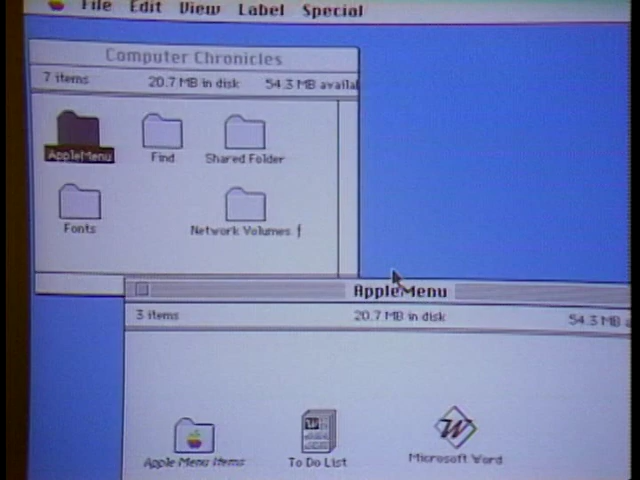 File Edit View Label Special
Computer Chronicles
7 items 20.7 MB in disk 54.3 MB availal
AppleMenu Find Shared Folder
Fonts Network Volumes ƒ
AppleMenu
3 items 20.7 MB in disk 54.3 MB a
Apple Menu Items To Do List Microsoft Word